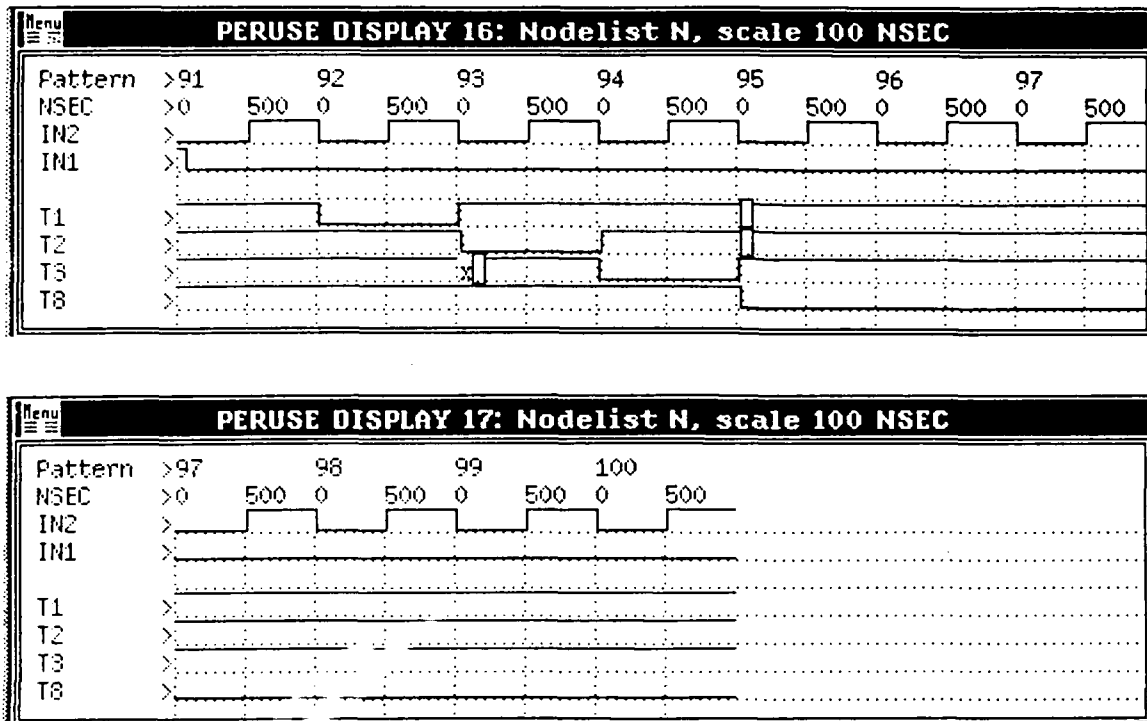 Menu
PERUSE DISPLAY 16: Nodelist N, scale 100 NSEC
Pattern >91 92 93 94 95 96 97
NSEC >0 500 0 500 0 500 0 500 0 500 0 500 0 500
IN2 >
IN1 >
T1 >
T2 >
T3 > X
T8 >
Menu
PERUSE DISPLAY 17: Nodelist N, scale 100 NSEC
Pattern >97 98 99 100
NSEC >0 500 0 500 0 500 0 500
IN2 >
IN1 >
T1 >
T2 >
T3 >
T8 >